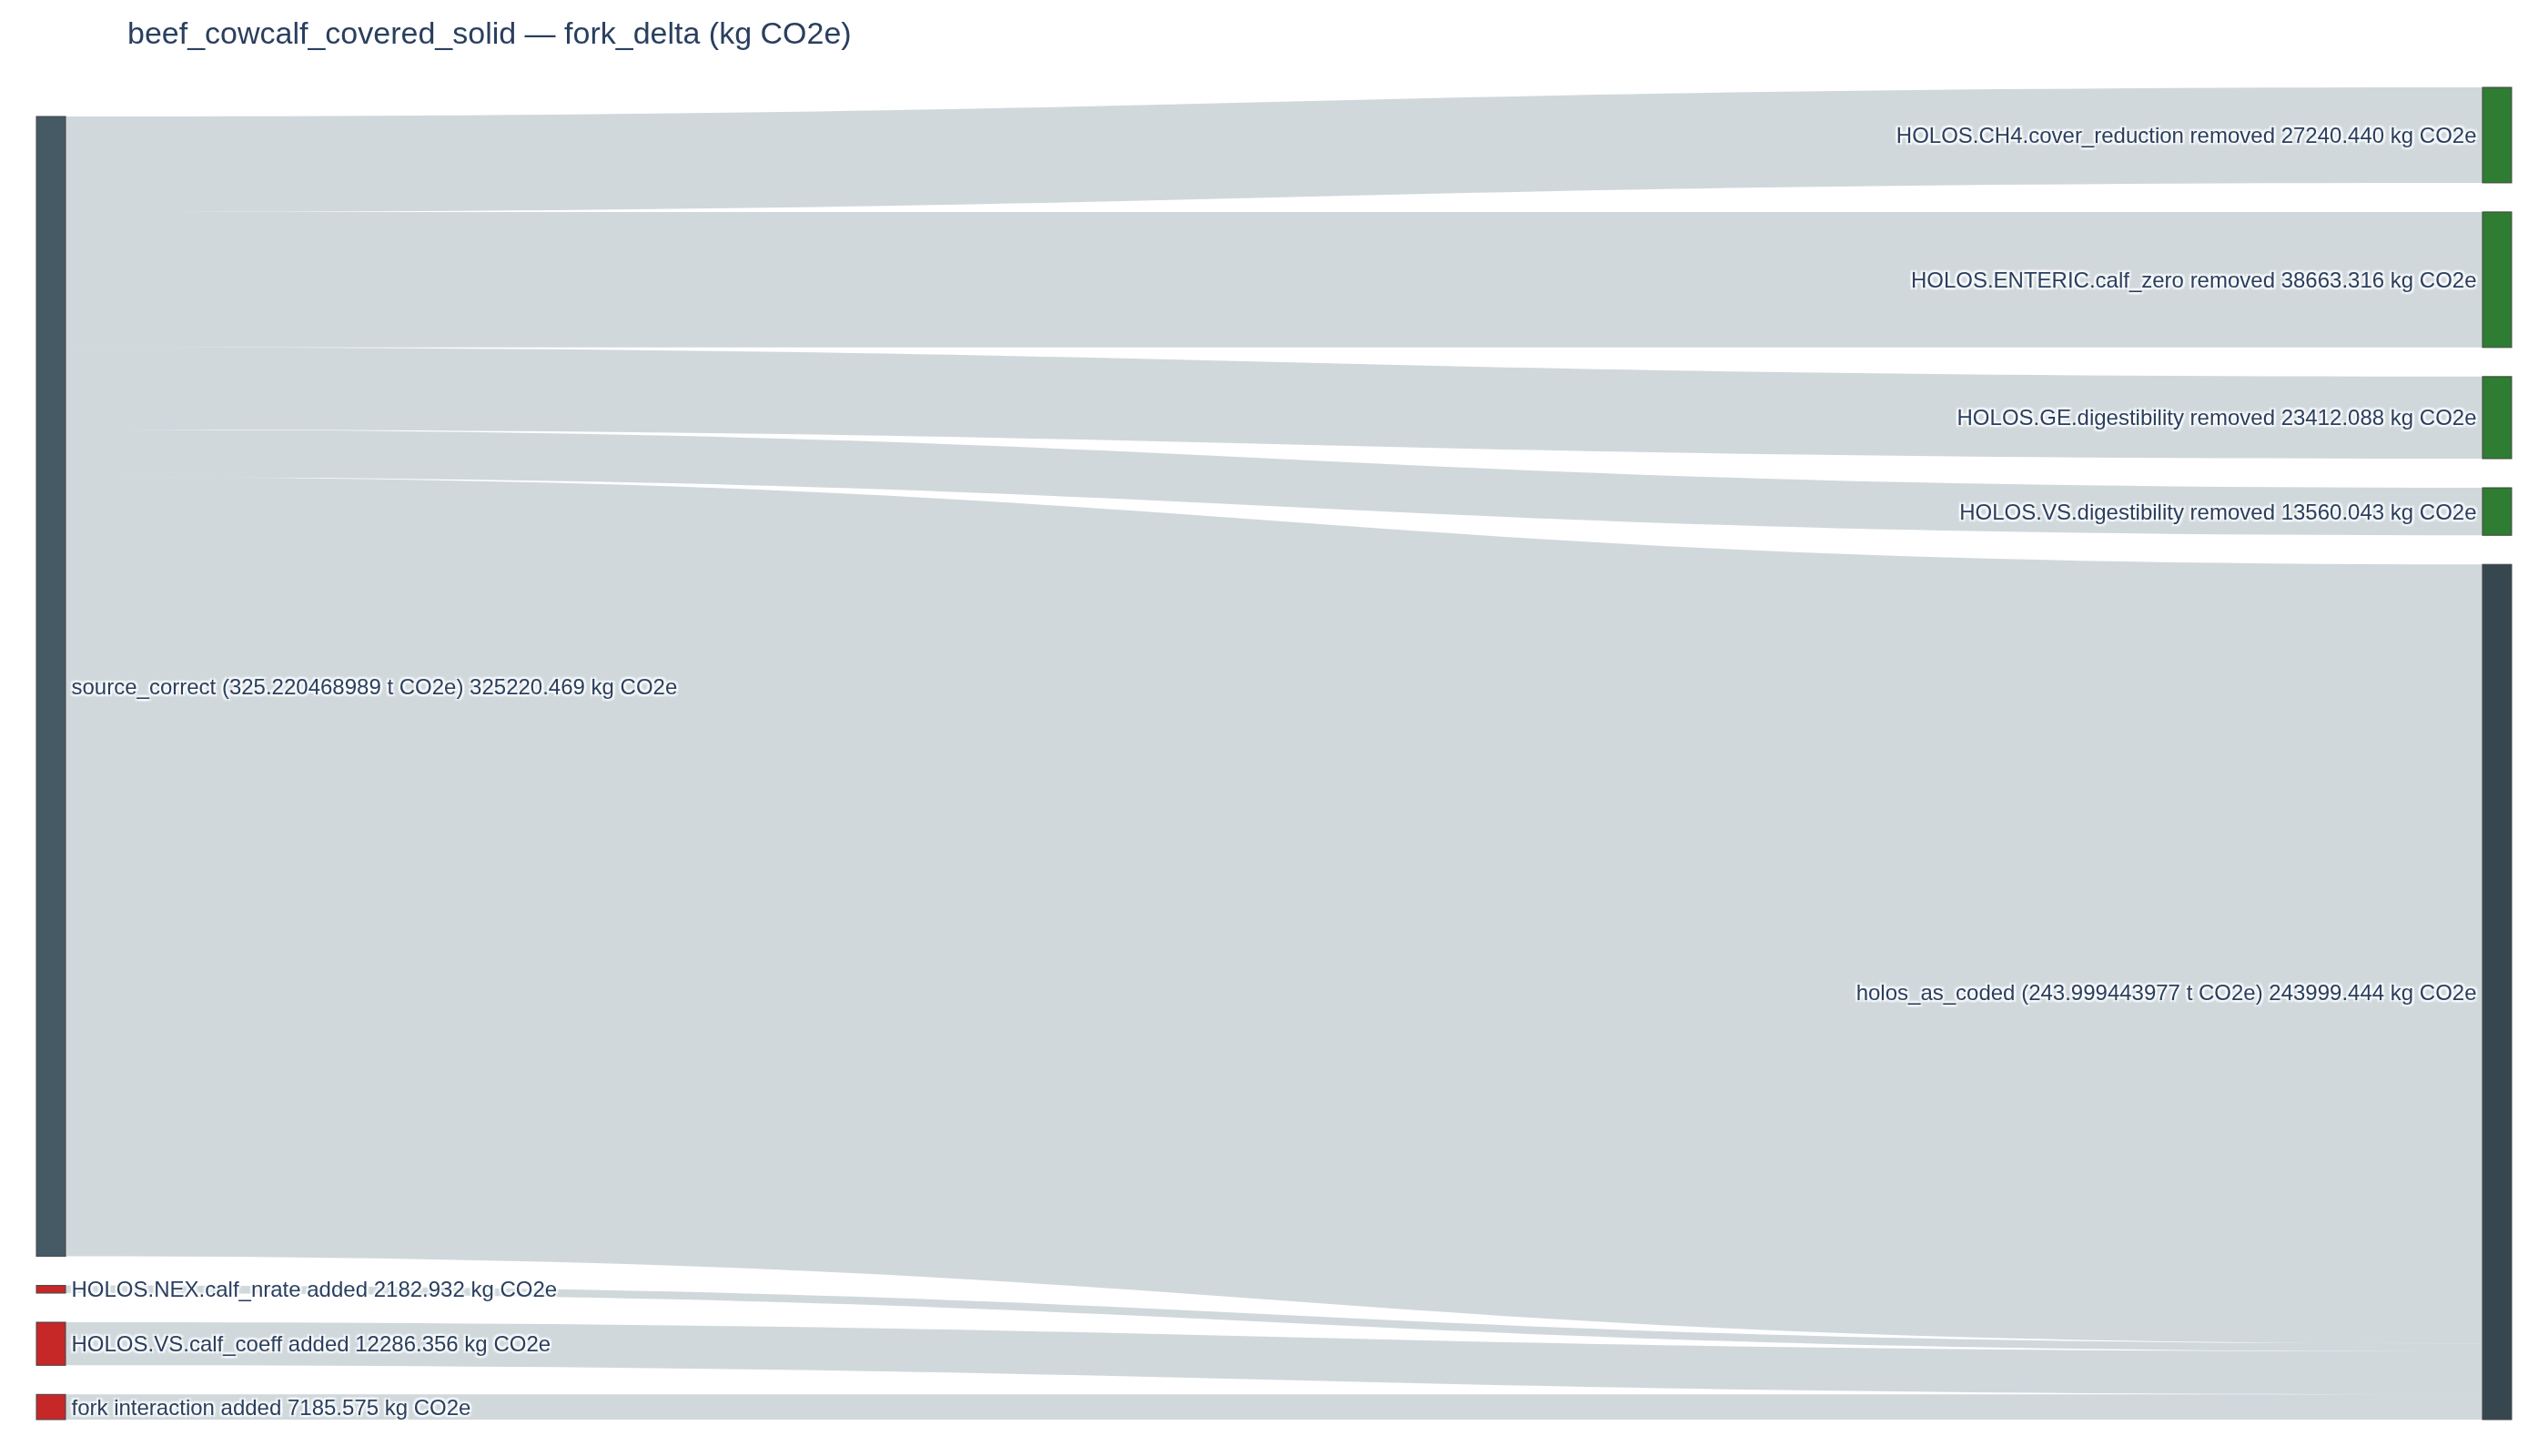 beef_cowcalf_covered_solid — fork_delta (kg CO2e)
HOLOS.CH4.cover_reduction removed 27240.440 kg CO2e
HOLOS.ENTERIC.calf_zero removed 38663.316 kg CO2e
HOLOS.GE.digestibility removed 23412.088 kg CO2e
HOLOS.VS.digestibility removed 13560.043 kg CO2e
source_correct (325.220468989 t CO2e) 325220.469 kg CO2e
holos_as_coded (243.999443977 t CO2e) 243999.444 kg CO2e
HOLOS.NEX.calf_nrate added 2182.932 kg CO2e
HOLOS.VS.calf_coeff added 12286.356 kg CO2e
fork interaction added 7185.575 kg CO2e